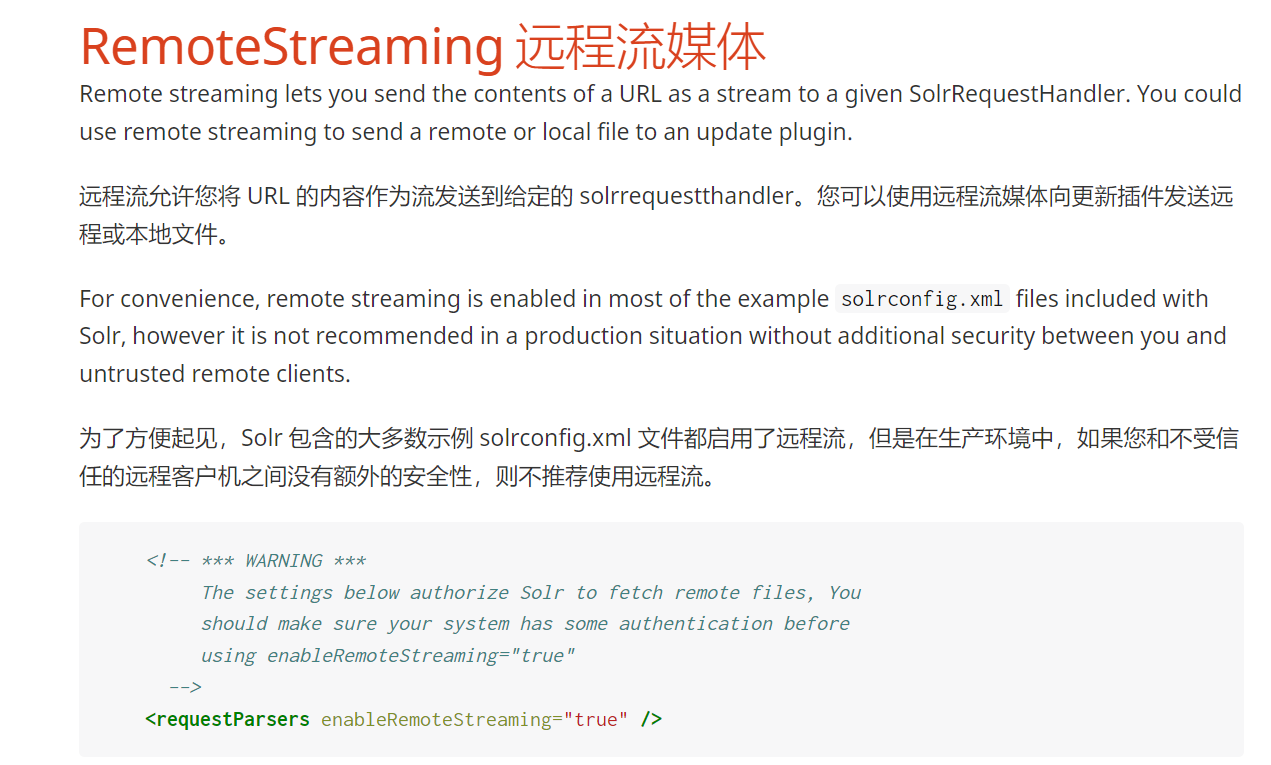 RemoteStreaming 远程流媒体
Remote streaming lets you send the contents of a URL as a stream to a given SolrRequestHandler. You could
use remote streaming to send a remote or local file to an update plugin.
远程流允许您将 URL 的内容作为流发送到给定的 solrrequestthandler。您可以使用远程流媒体向更新插件发送远
程或本地文件。
For convenience, remote streaming is enabled in most of the example solrconfig.xml files included with
Solr, however it is not recommended in a production situation without additional security between you and
untrusted remote clients.
为了方便起见，Solr 包含的大多数示例 solrconfig.xml 文件都启用了远程流，但是在生产环境中，如果您和不受信
任的远程客户机之间没有额外的安全性，则不推荐使用远程流。
<!-- *** WARNING ***
The settings below authorize Solr to fetch remote files, You
should make sure your system has some authentication before
using enableRemoteStreaming="true"
-->
<requestParsers enableRemoteStreaming="true" />